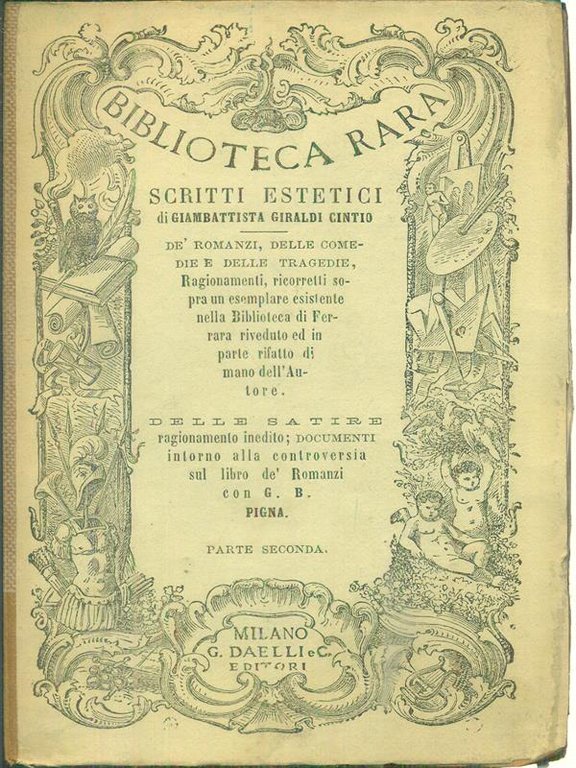 BIBLIOTECA RARA
SCRITTI ESTETICI
di GIAMBATTISTA GIRALDI CINTIO
DE' ROMANZI, DELLE COME-
DIE E DELLE TRAGEDIE,
Ragionamenti, ricorretti so-
pra un esemplare esistente
nella Biblioteca di Fer-
rara riveduto ed in
parte rifatto di
mano dell'Au-
tore.
DELLE SATIRE
ragionamento inedito; DOCUMENTI
intorno alla controversia
sul libro de' Romanzi
con G. B.
PIGNA.
PARTE SECONDA.
MILANO
G. DAELLI e C.
EDITORI